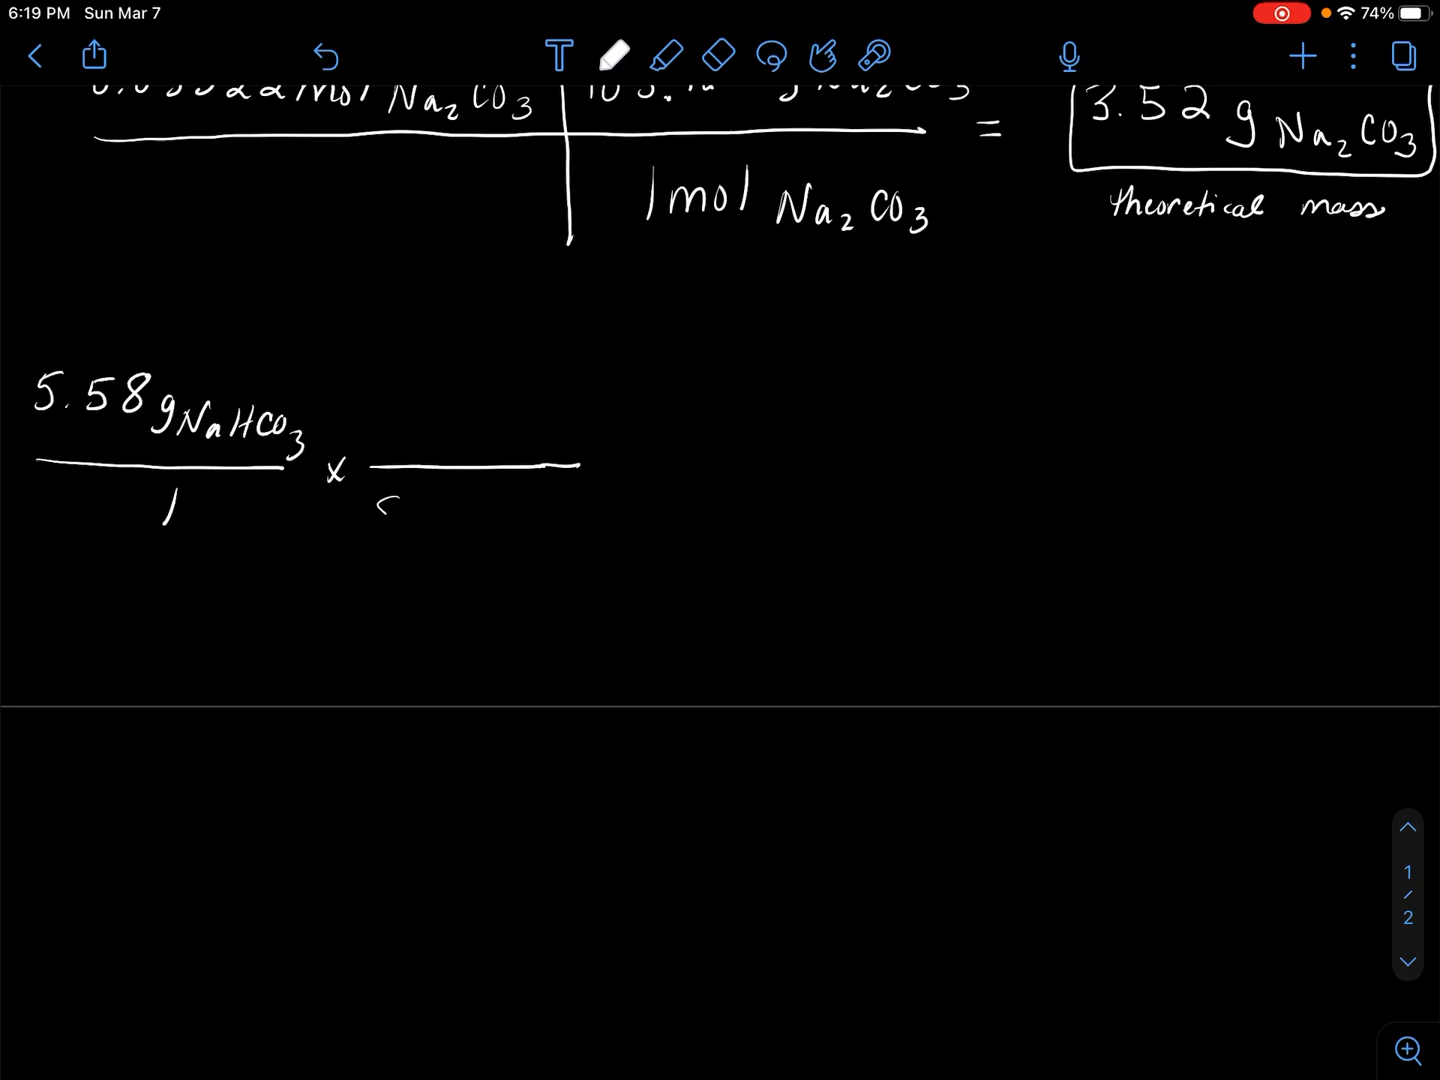 6:19 PM Sun Mar 7
74%
Na₂CO₃
= 3.52 g Na₂CO₃
1 mol Na₂CO₃
theoretical mass
5.58 g NaHCO₃
x
1
1
/
2